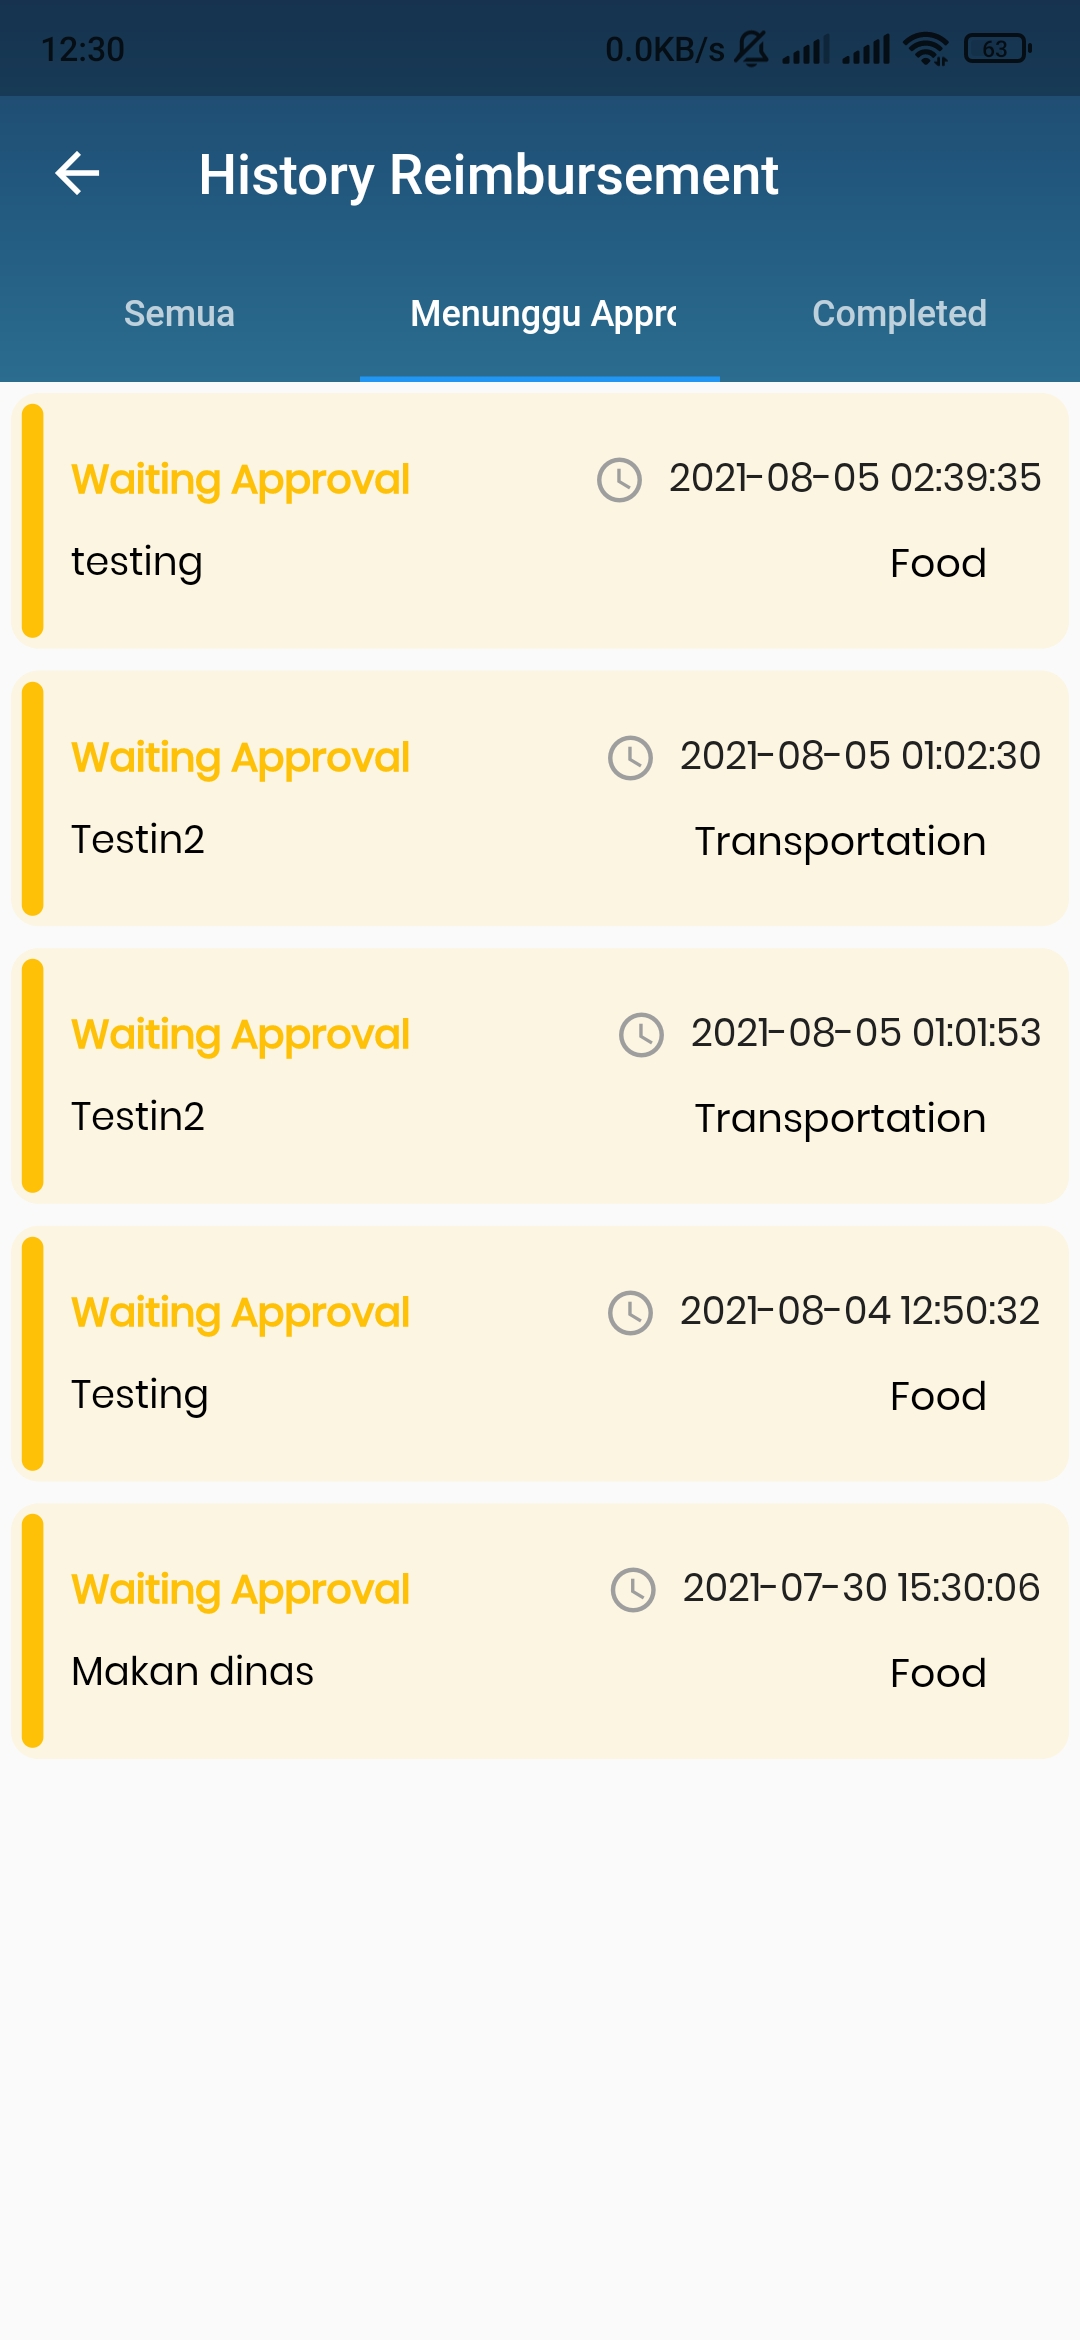 12:30 0.0KB/s 63
History Reimbursement
Semua Menunggu Appro Completed
Waiting Approval 2021-08-05 02:39:35
testing Food
Waiting Approval 2021-08-05 01:02:30
Testin2 Transportation
Waiting Approval 2021-08-05 01:01:53
Testin2 Transportation
Waiting Approval 2021-08-04 12:50:32
Testing Food
Waiting Approval 2021-07-30 15:30:06
Makan dinas Food